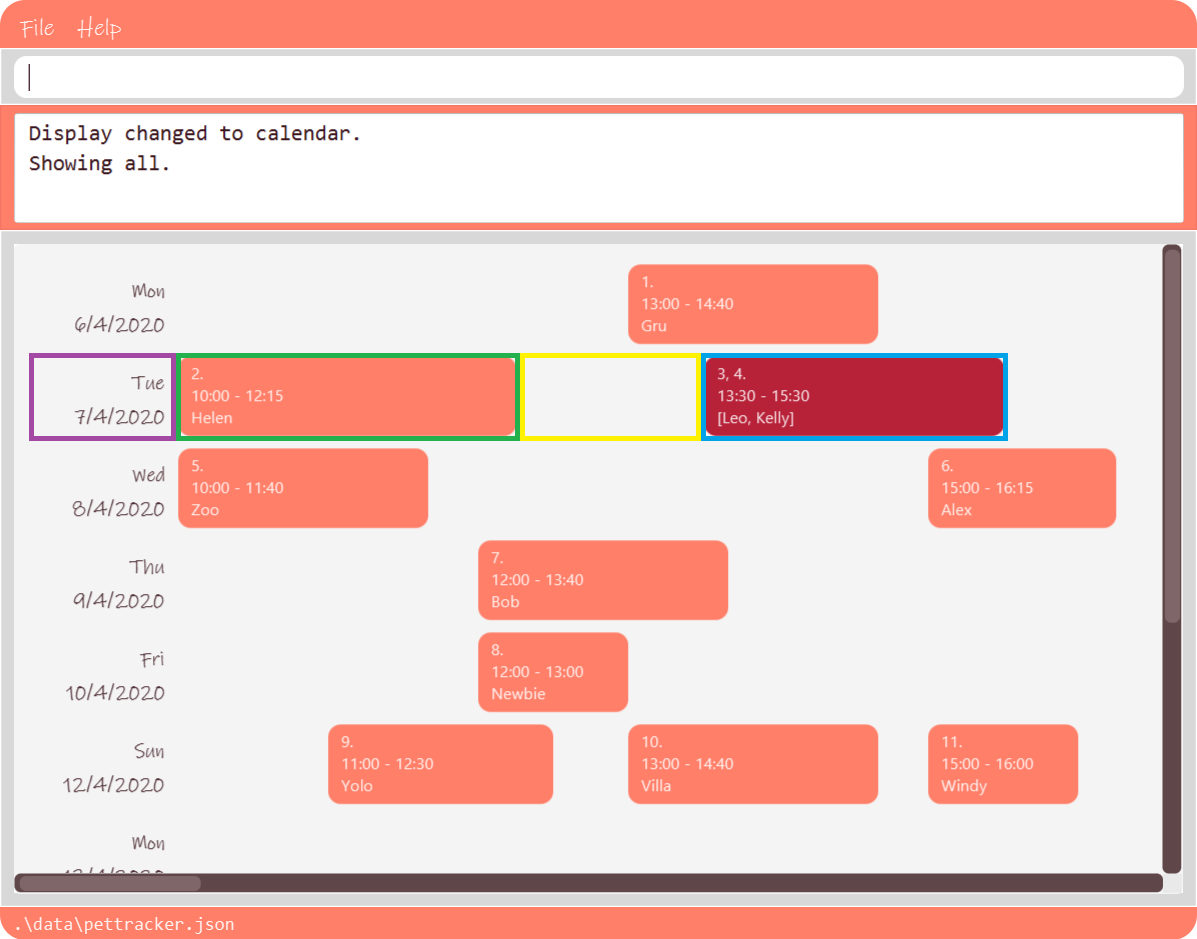 File Help
Display changed to calendar.
Showing all.
Mon
6/4/2020
1.
13:00 - 14:40
Gru
Tue
7/4/2020
2.
10:00 - 12:15
Helen
3, 4.
13:30 - 15:30
[Leo, Kelly]
Wed
8/4/2020
5.
10:00 - 11:40
Zoo
6.
15:00 - 16:15
Alex
Thu
9/4/2020
7.
12:00 - 13:40
Bob
Fri
10/4/2020
8.
12:00 - 13:00
Newbie
Sun
12/4/2020
9.
11:00 - 12:30
Yolo
10.
13:00 - 14:40
Villa
11.
15:00 - 16:00
Windy
Mon
.\data\pettracker.json